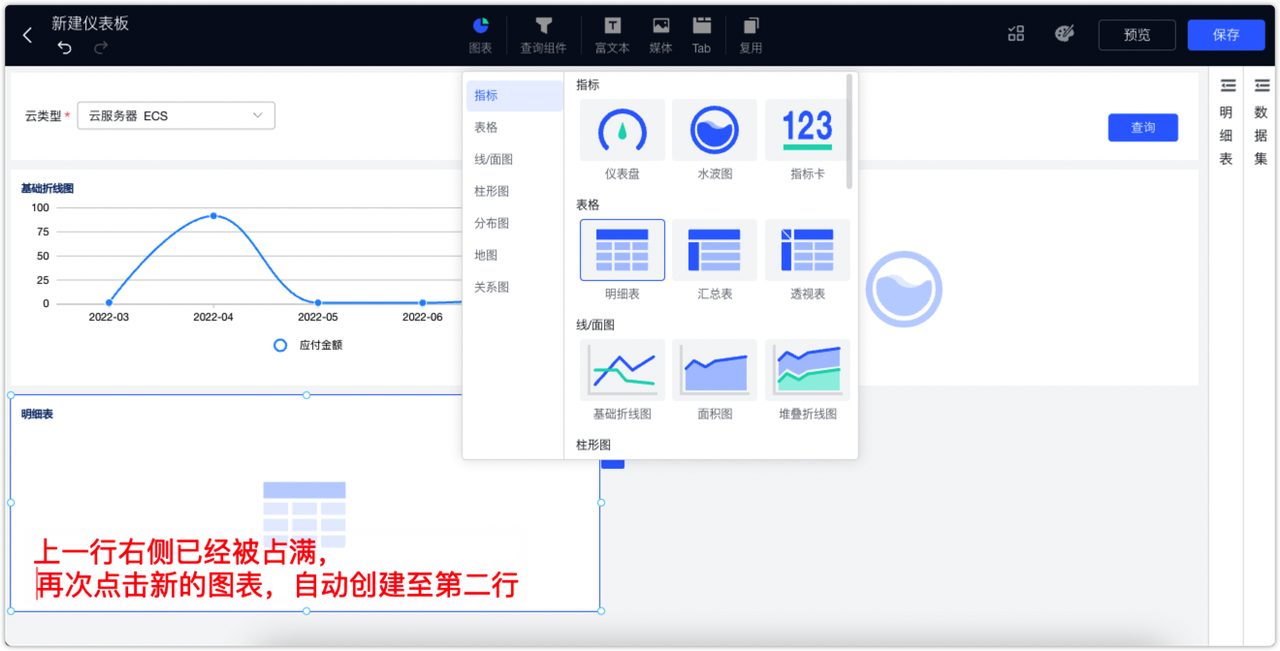 新建仪表板
图表
查询组件
富文本
媒体
Tab
复用
预览
保存
云类型 *
云服务器 ECS
查询
明细表
数据集
指标
表格
线/面图
柱形图
分布图
地图
关系图
指标
仪表盘
水波图
123
指标卡
表格
明细表
汇总表
透视表
线/面图
基础折线图
面积图
堆叠折线图
柱形图
基础折线图
100
75
50
25
0
2022-03
2022-04
2022-05
2022-06
应付金额
明细表
上一行右侧已经被占满，
再次点击新的图表，自动创建至第二行